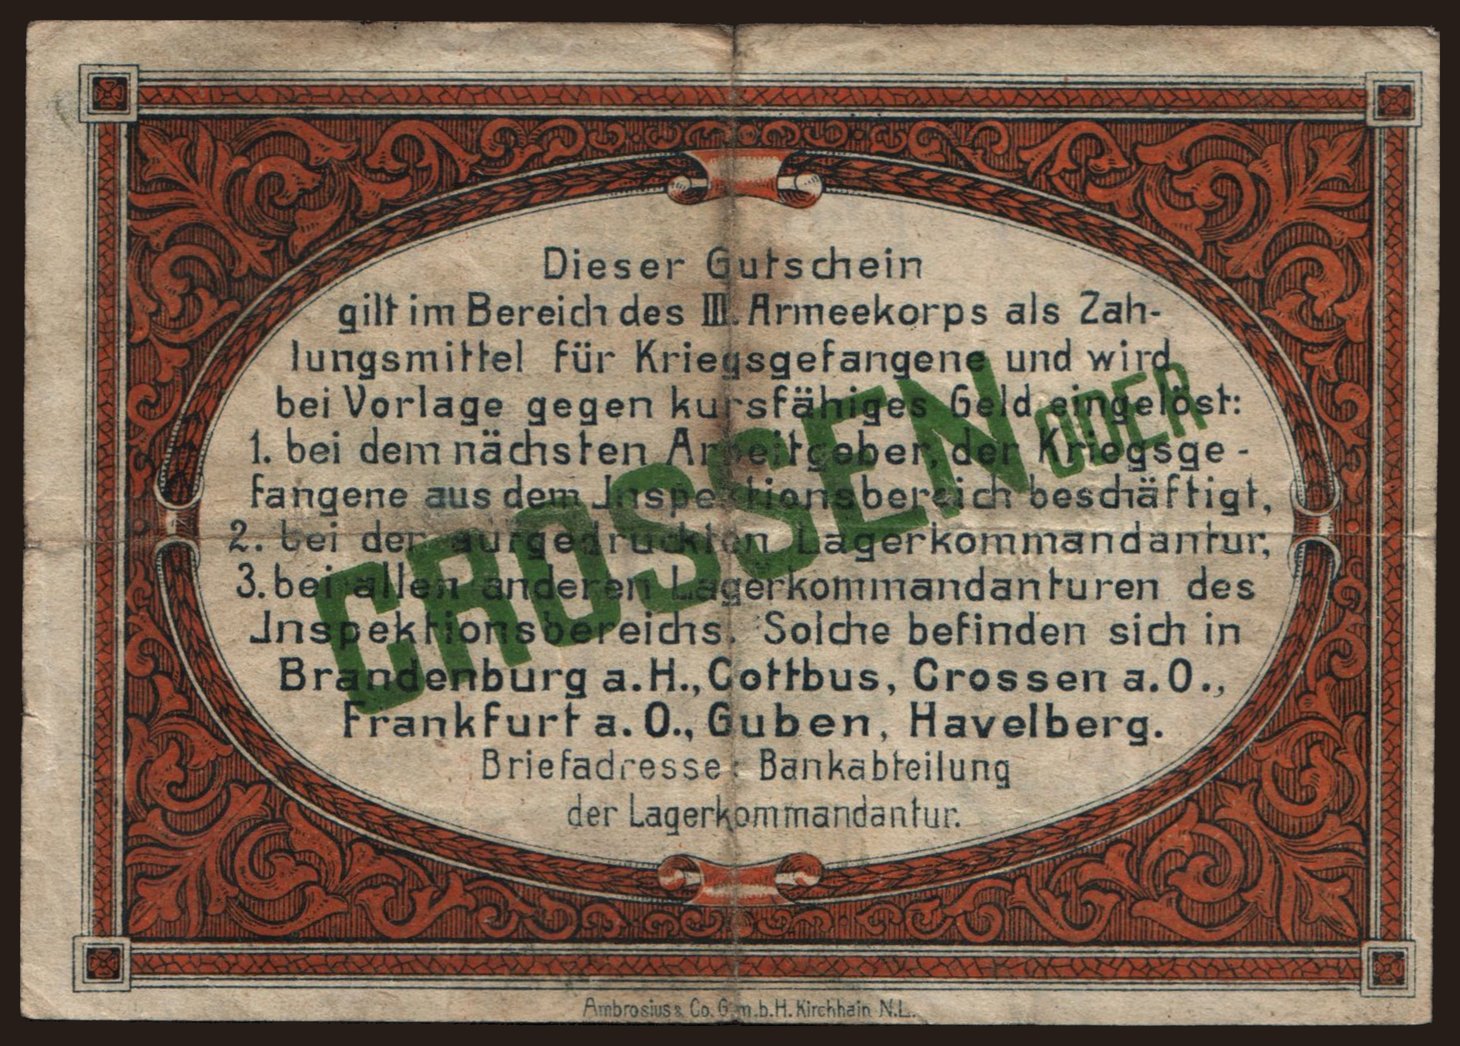 Dieser Gutschein
gilt im Bereich des III. Armeekorps als Zah-
lungsmittel für Kriegsgefangene und wird
bei Vorlage gegen kursfähiges Geld eingelöst:
1. bei dem nächsten Arbeitgeber, der Kriegsge-
fangene aus dem Inspektionsbereich beschäftigt,
2. bei der aufgedruckten Lagerkommandantur,
3. bei allen anderen Lagerkommandanturen des
Inspektionsbereichs. Solche befinden sich in
Brandenburg a. H., Cottbus, Crossen a. O.,
Frankfurt a. O., Guben, Havelberg.
Briefadresse: Bankabteilung
der Lagerkommandantur.
CROSSEN ODER
Ambrosius & Co. G.m.b.H. Kirchhain N.L.